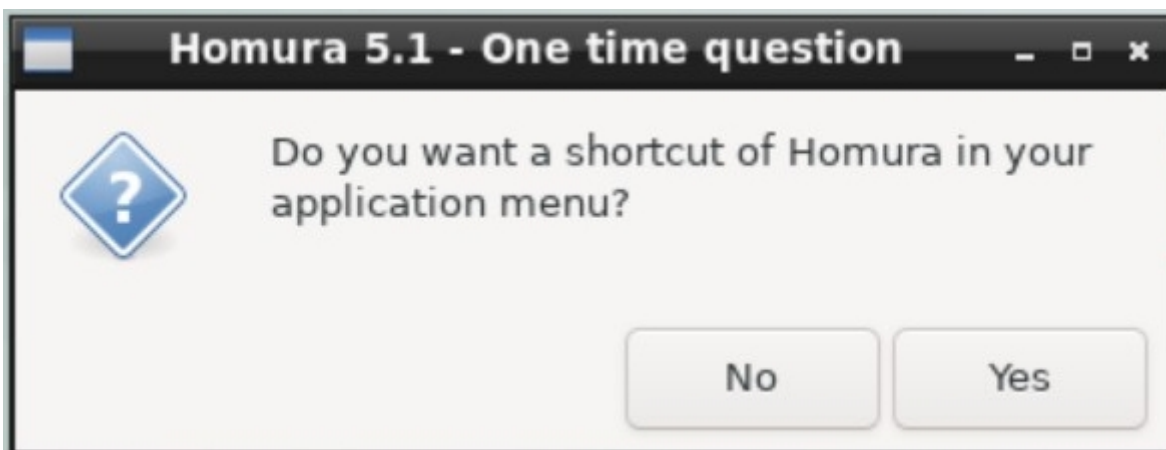 Homura 5.1 - One time question
Do you want a shortcut of Homura in your
application menu?
No
Yes